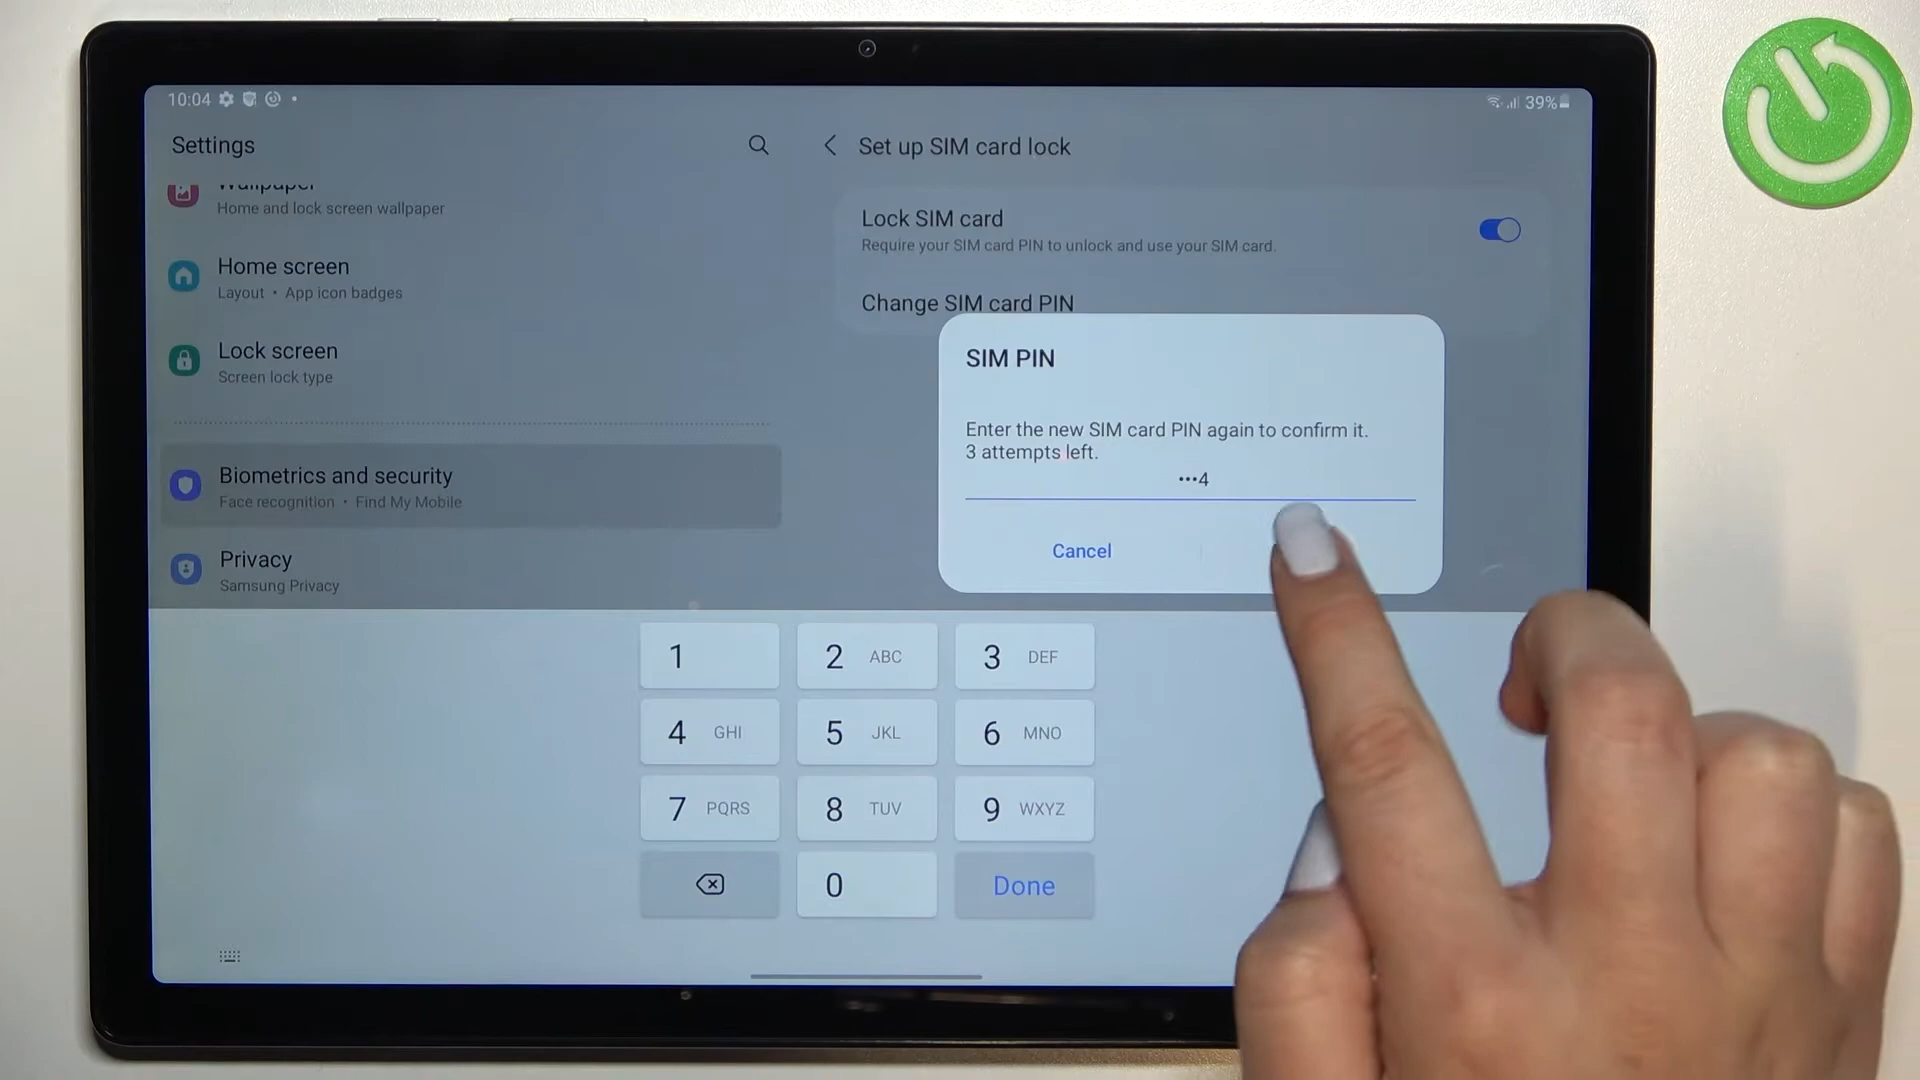 10:04
39%
Settings
Wallpaper
Home and lock screen wallpaper
Home screen
Layout • App icon badges
Lock screen
Screen lock type
Biometrics and security
Face recognition • Find My Mobile
Privacy
Samsung Privacy
Set up SIM card lock
Lock SIM card
Require your SIM card PIN to unlock and use your SIM card.
Change SIM card PIN
SIM PIN
Enter the new SIM card PIN again to confirm it.
3 attempts left.
•••4
Cancel
1
2 ABC
3 DEF
4 GHI
5 JKL
6 MNO
7 PQRS
8 TUV
9 WXYZ
0
Done